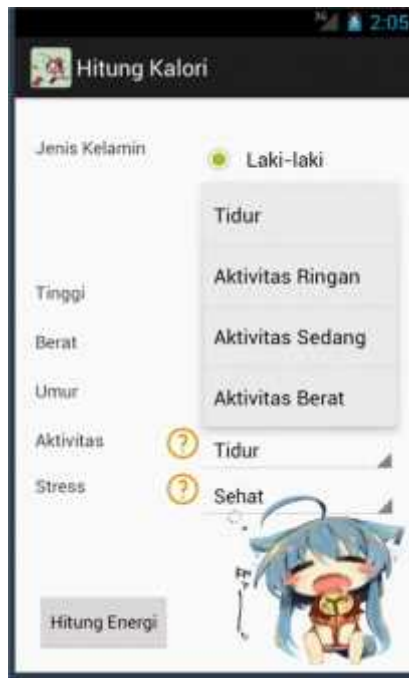 3G 2:05
Hitung Kalori
Jenis Kelamin
Laki-laki
Tidur
Aktivitas Ringan
Tinggi
Aktivitas Sedang
Berat
Umur
Aktivitas Berat
Aktivitas ? Tidur
Stress ? Sehat
Hitung Energi